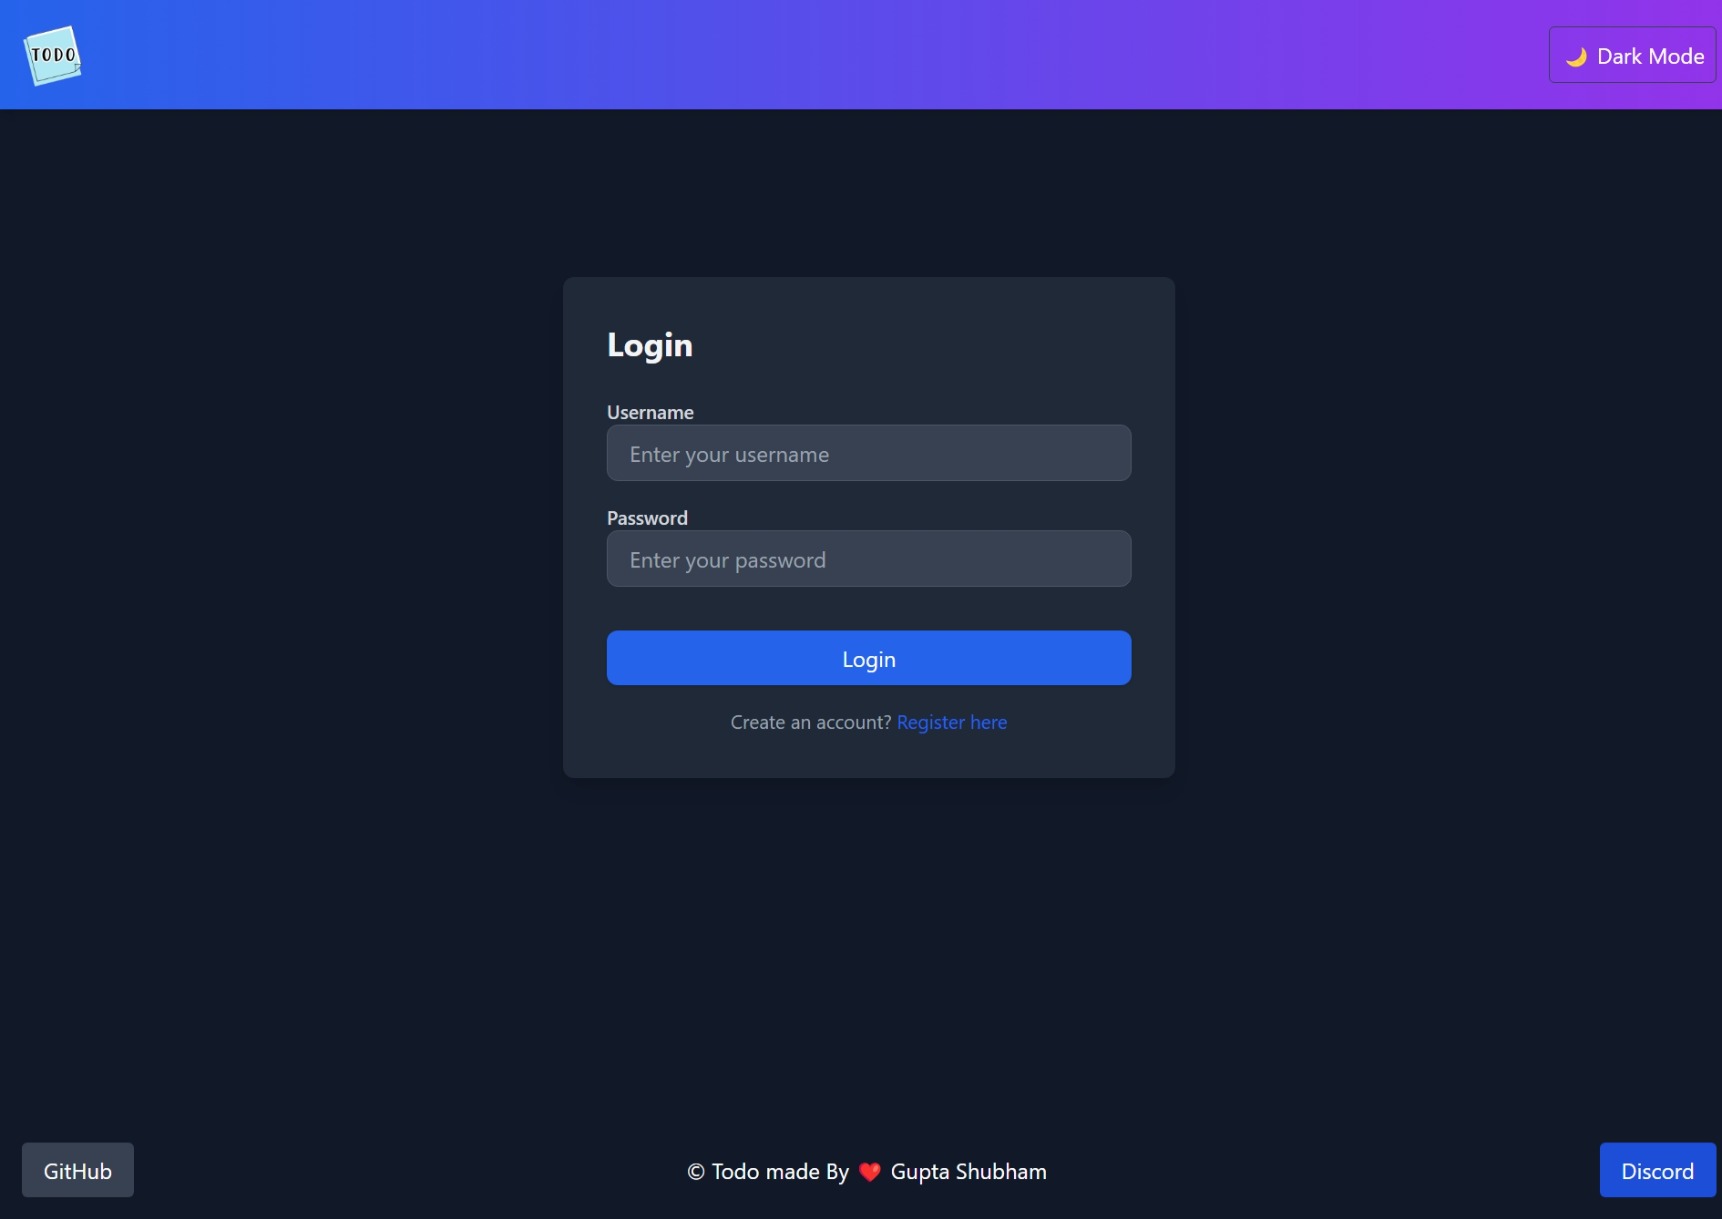 TODO
🌙 Dark Mode
Login
Username
Enter your username
Password
Enter your password
Login
Create an account? Register here
GitHub
© Todo made By ❤️ Gupta Shubham
Discord